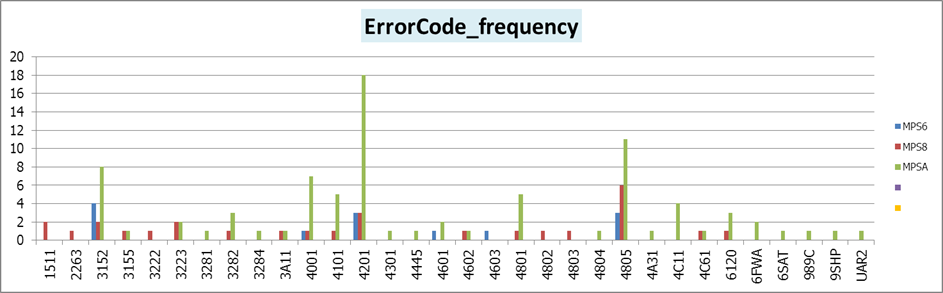 ErrorCode_frequency
20
18
16
14
12
10
8
6
4
2
0
1511
2263
3152
3155
3222
3223
3281
3282
3284
3A11
4001
4101
4201
4301
4445
4601
4602
4603
4801
4802
4803
4804
4805
4A31
4C11
4C61
6120
6FWA
6SAT
989C
9SHP
UAR2
MPS6
MPS8
MPSA